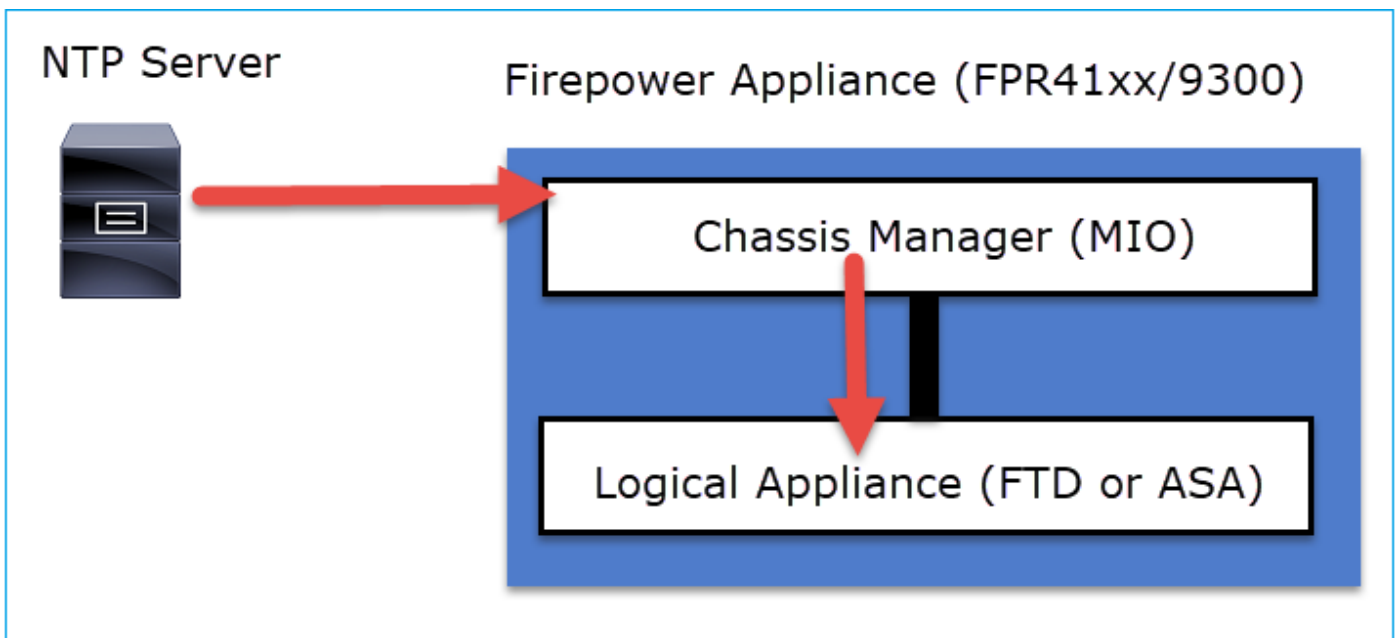 NTP Server
Firepower Appliance (FPR41xx/9300)
Chassis Manager (MIO)
Logical Appliance (FTD or ASA)